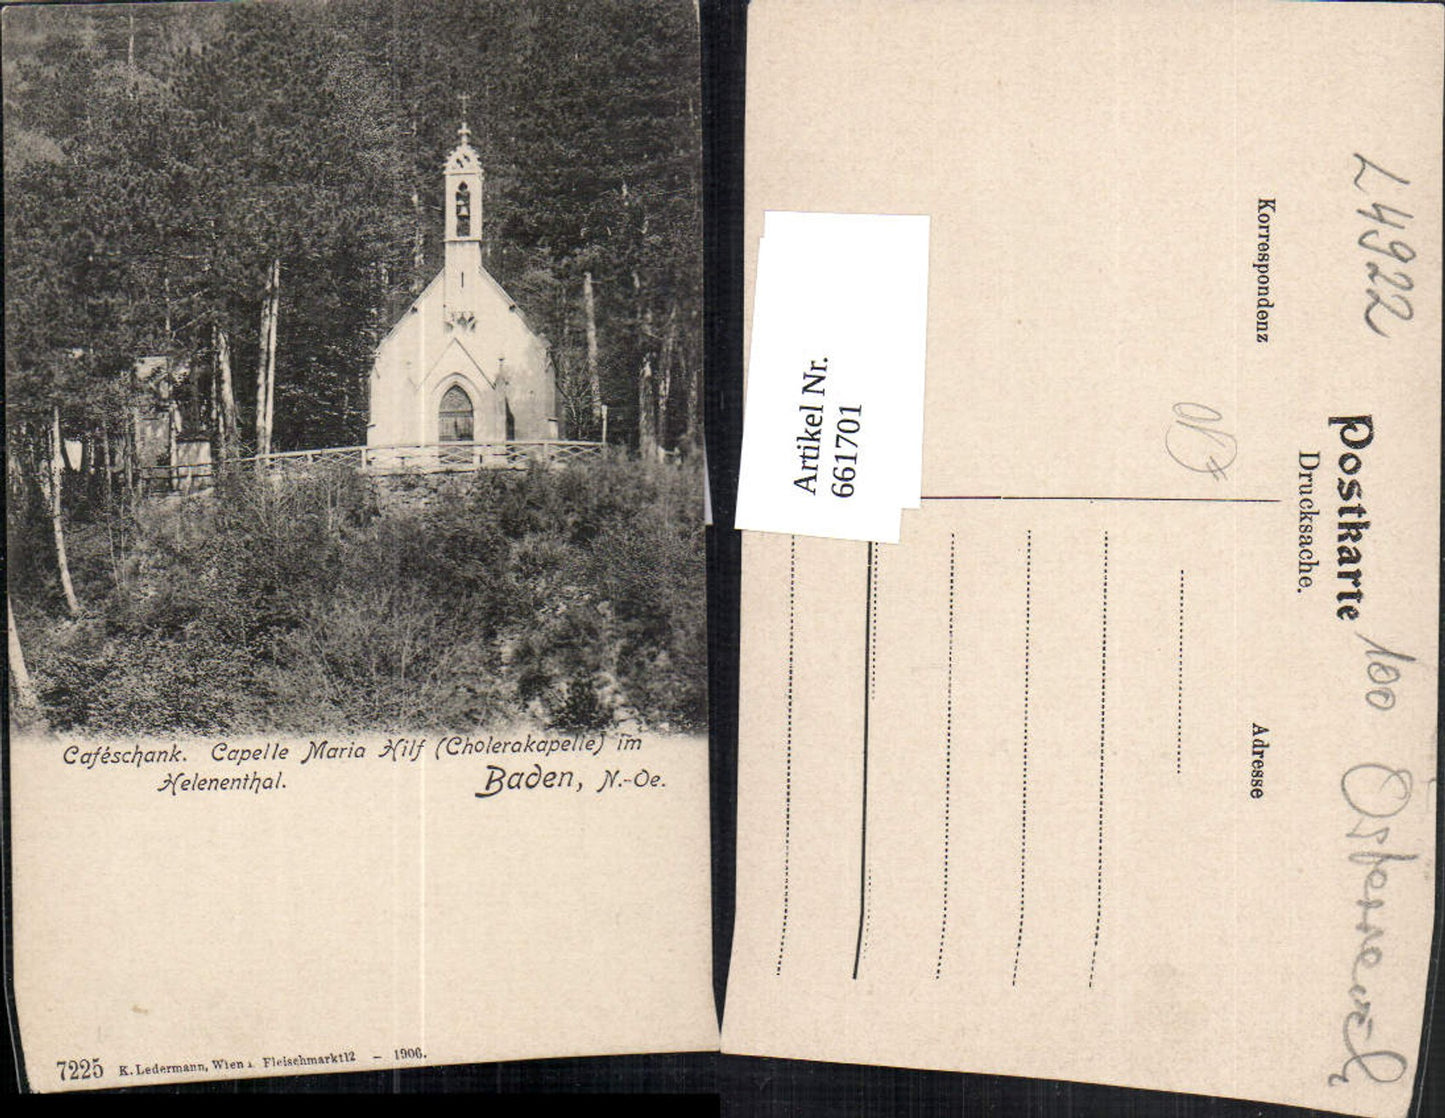 Caféschank. Capelle Maria Hilf (Cholerakapelle) im
Helenenthal. Baden, N.-Oe.
7225 K. Ledermann, Wien I. Fleischmarkt 12 – 1906.
Artikel Nr.
661701
L4922
Postkarte
Drucksache.
Korrespondenz
Adresse
100 Österreich